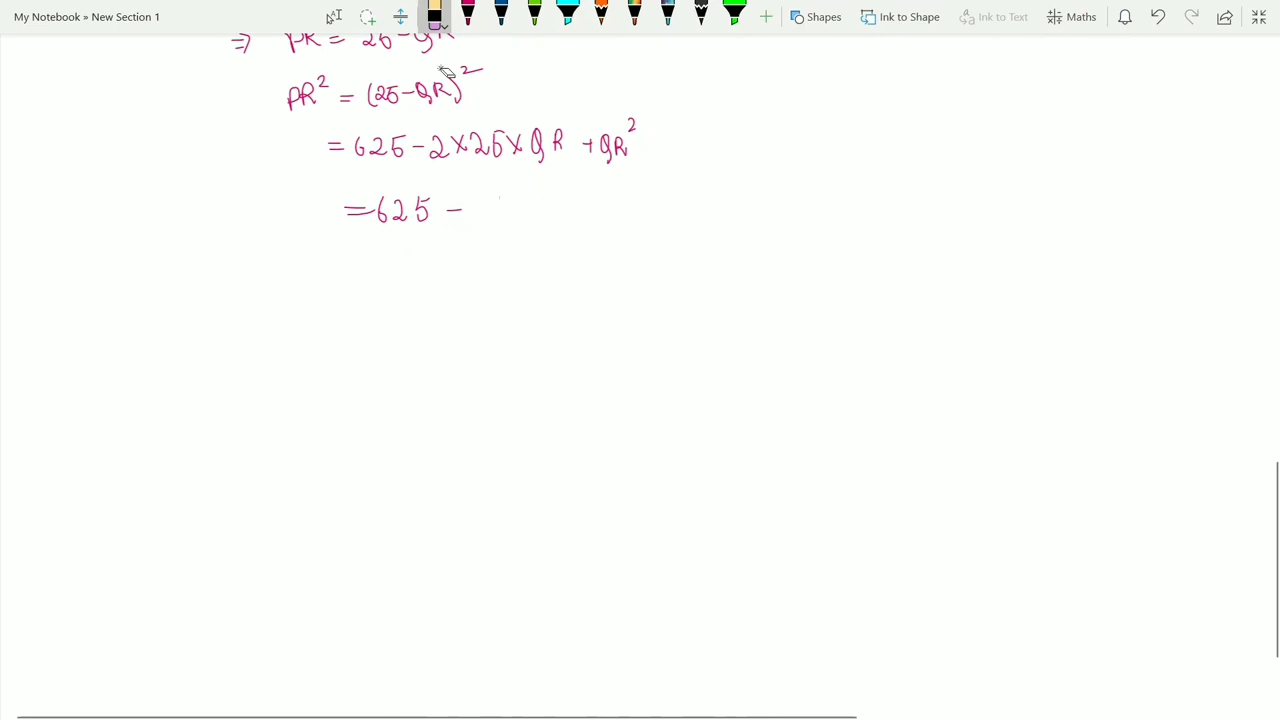 My Notebook » New Section 1
Shapes
Ink to Shape
Ink to Text
Maths
⇒ PR = 25 - QR
PR² = (25-QR)²
= 625 - 2×25×QR + QR²
= 625 -